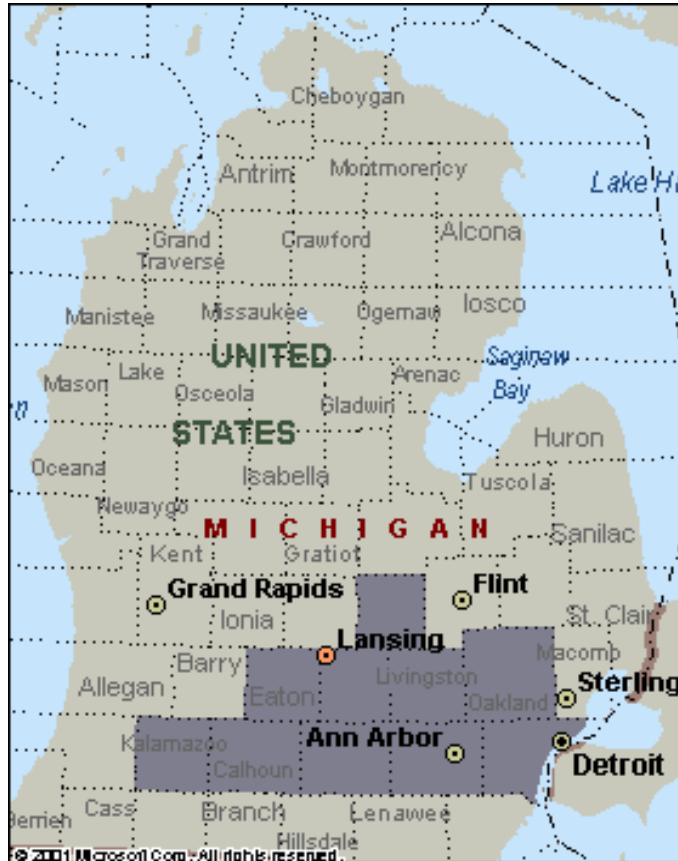 Cheboygan
Antrim
Montmorency
Lake Hu
Grand
Traverse
Crawford
Alcona
Manistee
Missaukee
Ogemaw
Iosco
UNITED
Saginaw
Bay
Mason
Lake
Osceola
Arenac
Gladwin
STATES
n
Huron
Oceana
Isabella
Tuscola
Newaygo
MICHIGAN
Sanilac
Kent
Gratiot
Grand Rapids
Flint
Ionia
St. Clair
Lansing
Macomb
Barry
Livingston
Allegan
Eaton
Oakland
Sterling
Kalamazoo
Ann Arbor
Calhoun
Detroit
Cass
Branch
Lenawee
Berrien
Hillsdale
© 2001 Microsoft Corp. All rights reserved.